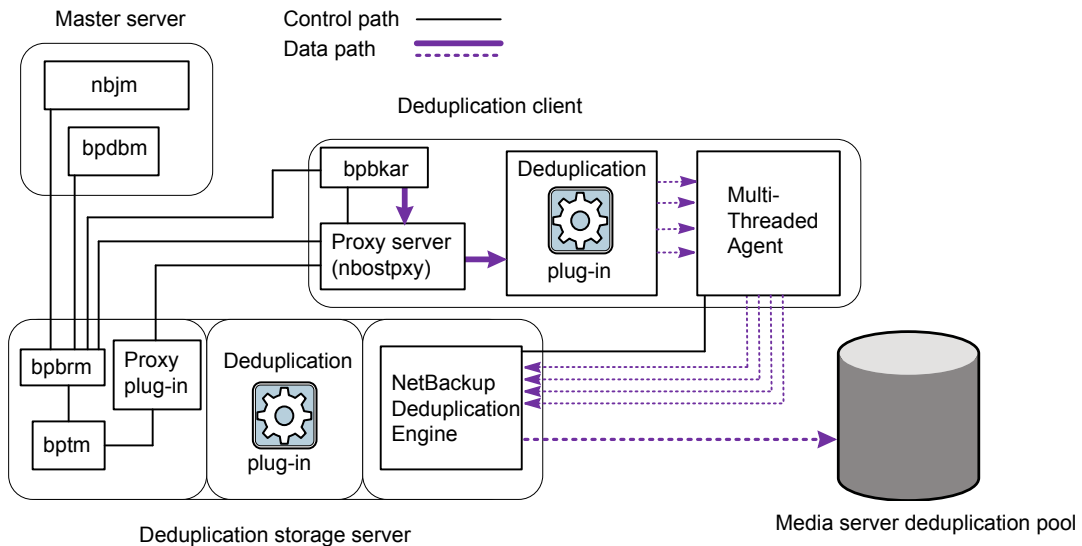 Master server
Control path
Data path
nbjm
bpdbm
Deduplication client
bpbkar
Proxy server
(nbostpxy)
Deduplication
plug-in
Multi-
Threaded
Agent
bpbrm
Proxy
plug-in
bptm
Deduplication
plug-in
NetBackup
Deduplication
Engine
Deduplication storage server
Media server deduplication pool